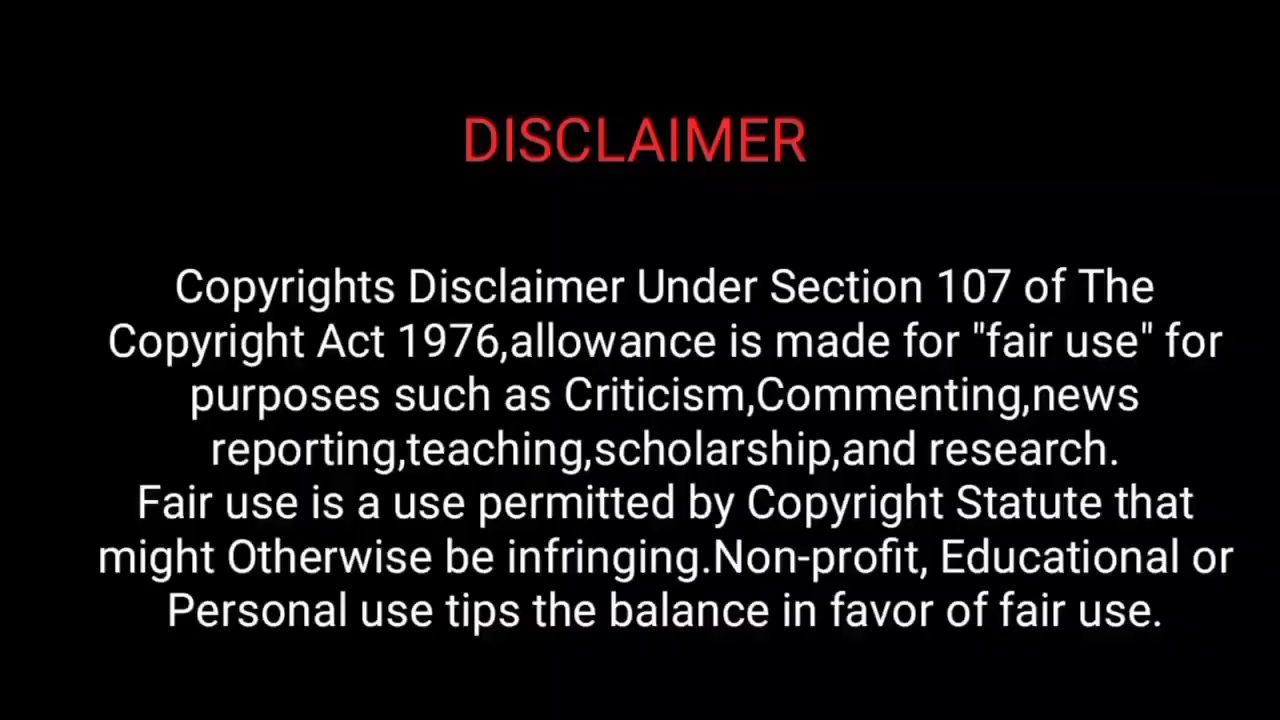 DISCLAIMER
Copyrights Disclaimer Under Section 107 of The
Copyright Act 1976,allowance is made for "fair use" for
purposes such as Criticism,Commenting,news
reporting,teaching,scholarship,and research.
Fair use is a use permitted by Copyright Statute that
might Otherwise be infringing.Non-profit, Educational or
Personal use tips the balance in favor of fair use.